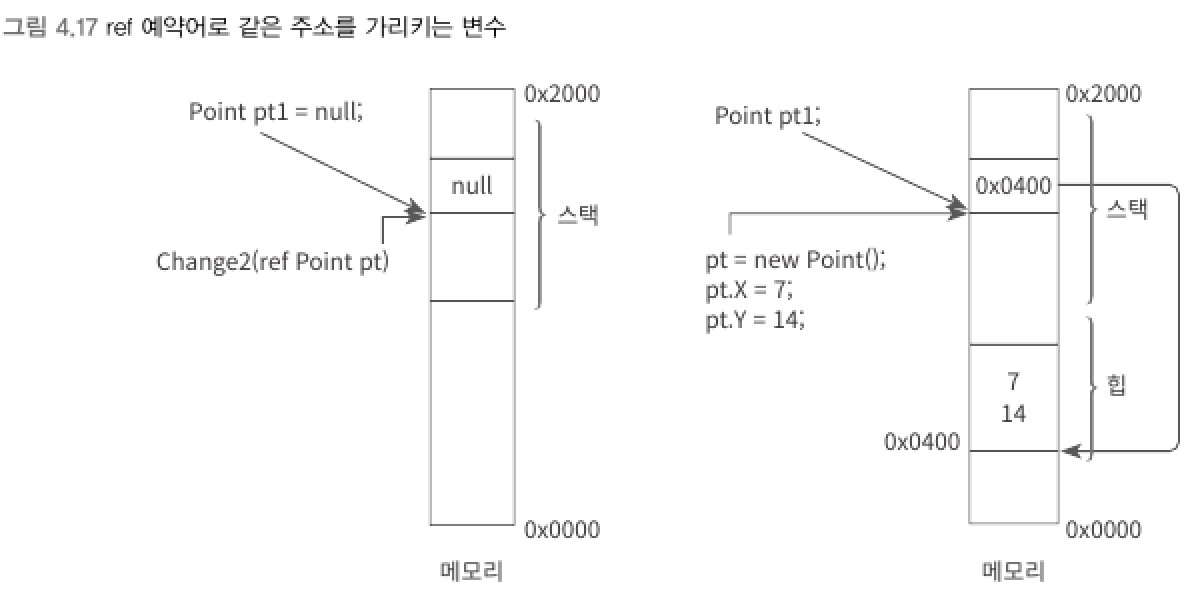 그림 4.17 ref 예약어로 같은 주소를 가리키는 변수
0x2000
Point pt1 = null;
null
스택
Change2(ref Point pt)
0x0000
메모리
0x2000
Point pt1;
0x0400
스택
pt = new Point();
pt.X = 7;
pt.Y = 14;
7
14
힙
0x0400
0x0000
메모리